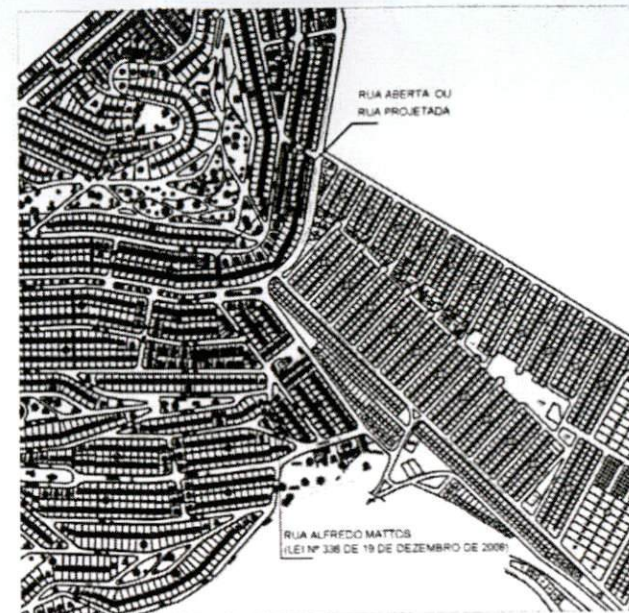 RUA ABERTA OU
RUA PROJETADA
RUA ALFREDO MATTOS
(LEI Nº 336 DE 19 DE DEZEMBRO DE 2008)